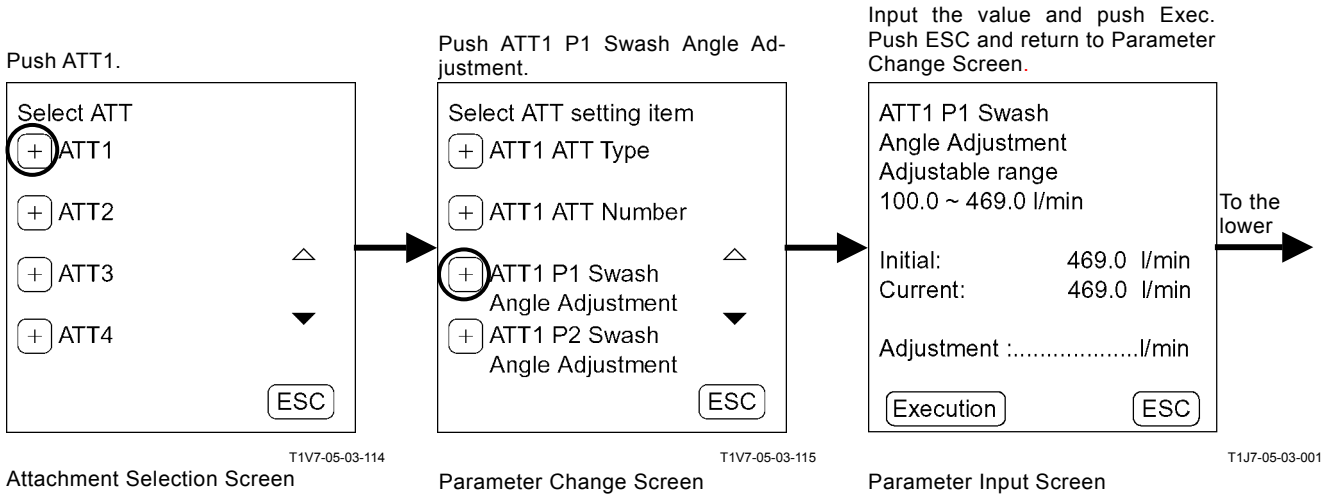 Push ATT1.
Select ATT
+ ATT1
+ ATT2
+ ATT3
+ ATT4
ESC
T1V7-05-03-114
Attachment Selection Screen
Push ATT1 P1 Swash Angle Ad-
justment.
Select ATT setting item
+ ATT1 ATT Type
+ ATT1 ATT Number
+ ATT1 P1 Swash
Angle Adjustment
+ ATT1 P2 Swash
Angle Adjustment
ESC
T1V7-05-03-115
Parameter Change Screen
Input the value and push Exec.
Push ESC and return to Parameter
Change Screen.
ATT1 P1 Swash
Angle Adjustment
Adjustable range
100.0 ~ 469.0 l/min
Initial: 469.0 l/min
Current: 469.0 l/min
Adjustment :...................l/min
Execution ESC
T1J7-05-03-001
Parameter Input Screen
To the
lower